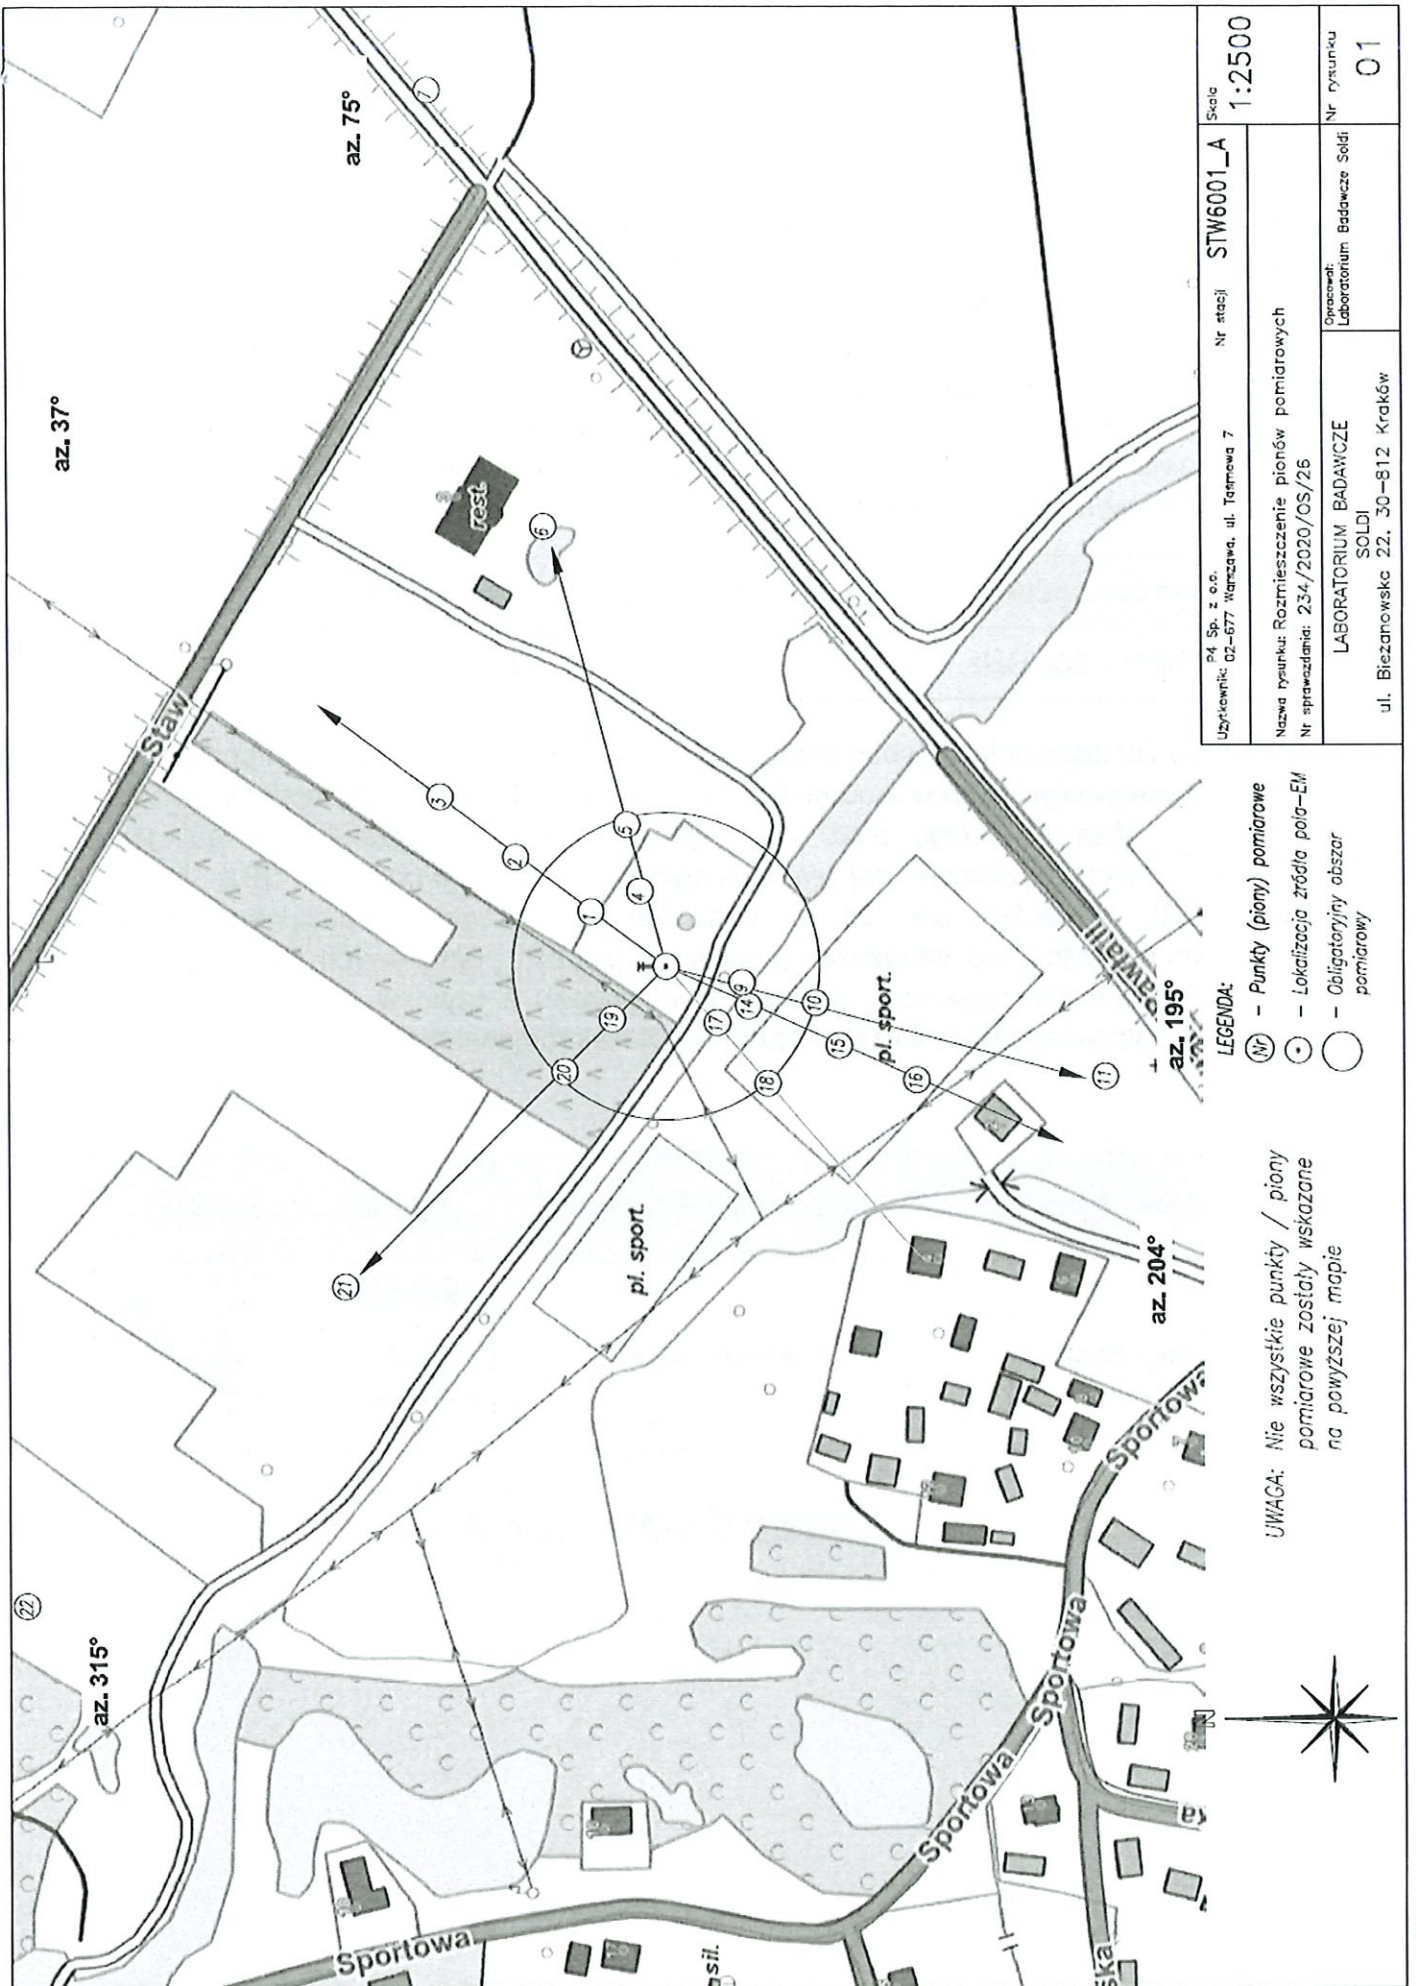 az. 37°
az. 75°
7
Staw
rest.
6
3
2
1
5
4
19
20
21
22
9
10
11
14
15
16
17
18
pl. sport.
pl. sport.
az. 315°
az. 195°
az. 204°
Sportowa
Sportowa
Sportowa
Sportowa
asil.
ska
N
LEGENDA:
Nr – Punkty (piony) pomiarowe
– Lokalizacja źródła pola–EM
– Obligatoryjny obszar
pomiarowy
UWAGA: Nie wszystkie punkty / piony
pomiarowe zostały wskazane
na powyższej mapie
Użytkownik: P4 Sp. z o.o.
02–677 Warszawa, ul. Taśmowa 7
Nr stacji STW6001_A
Skala
1:2500
Nazwa rysunku: Rozmieszczenie pionów pomiarowych
Nr sprawozdania: 234/2020/OS/26
LABORATORIUM BADAWCZE
SOLDI
ul. Bieżanowska 22, 30–812 Kraków
Opracował:
Laboratorium Badawcze Soldi
Nr rysunku
01